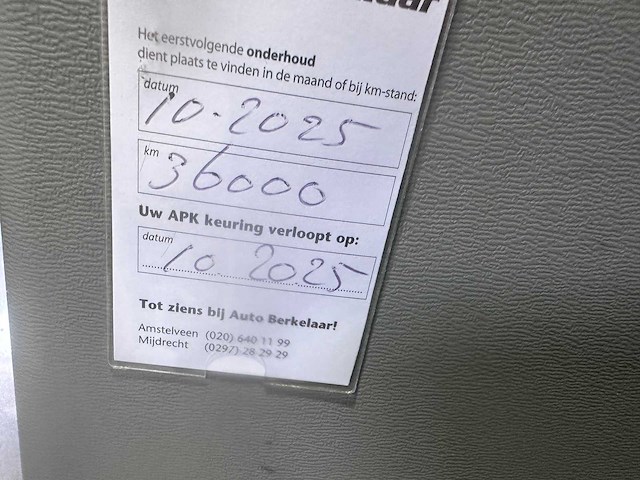 Het eerstvolgende onderhoud
dient plaats te vinden in de maand of bij km-stand:
datum
10-2025
km
36000
Uw APK keuring verloopt op:
datum
10 2025
Tot ziens bij Auto Berkelaar!
Amstelveen (020) 640 11 99
Mijdrecht (0297) 28 29 29